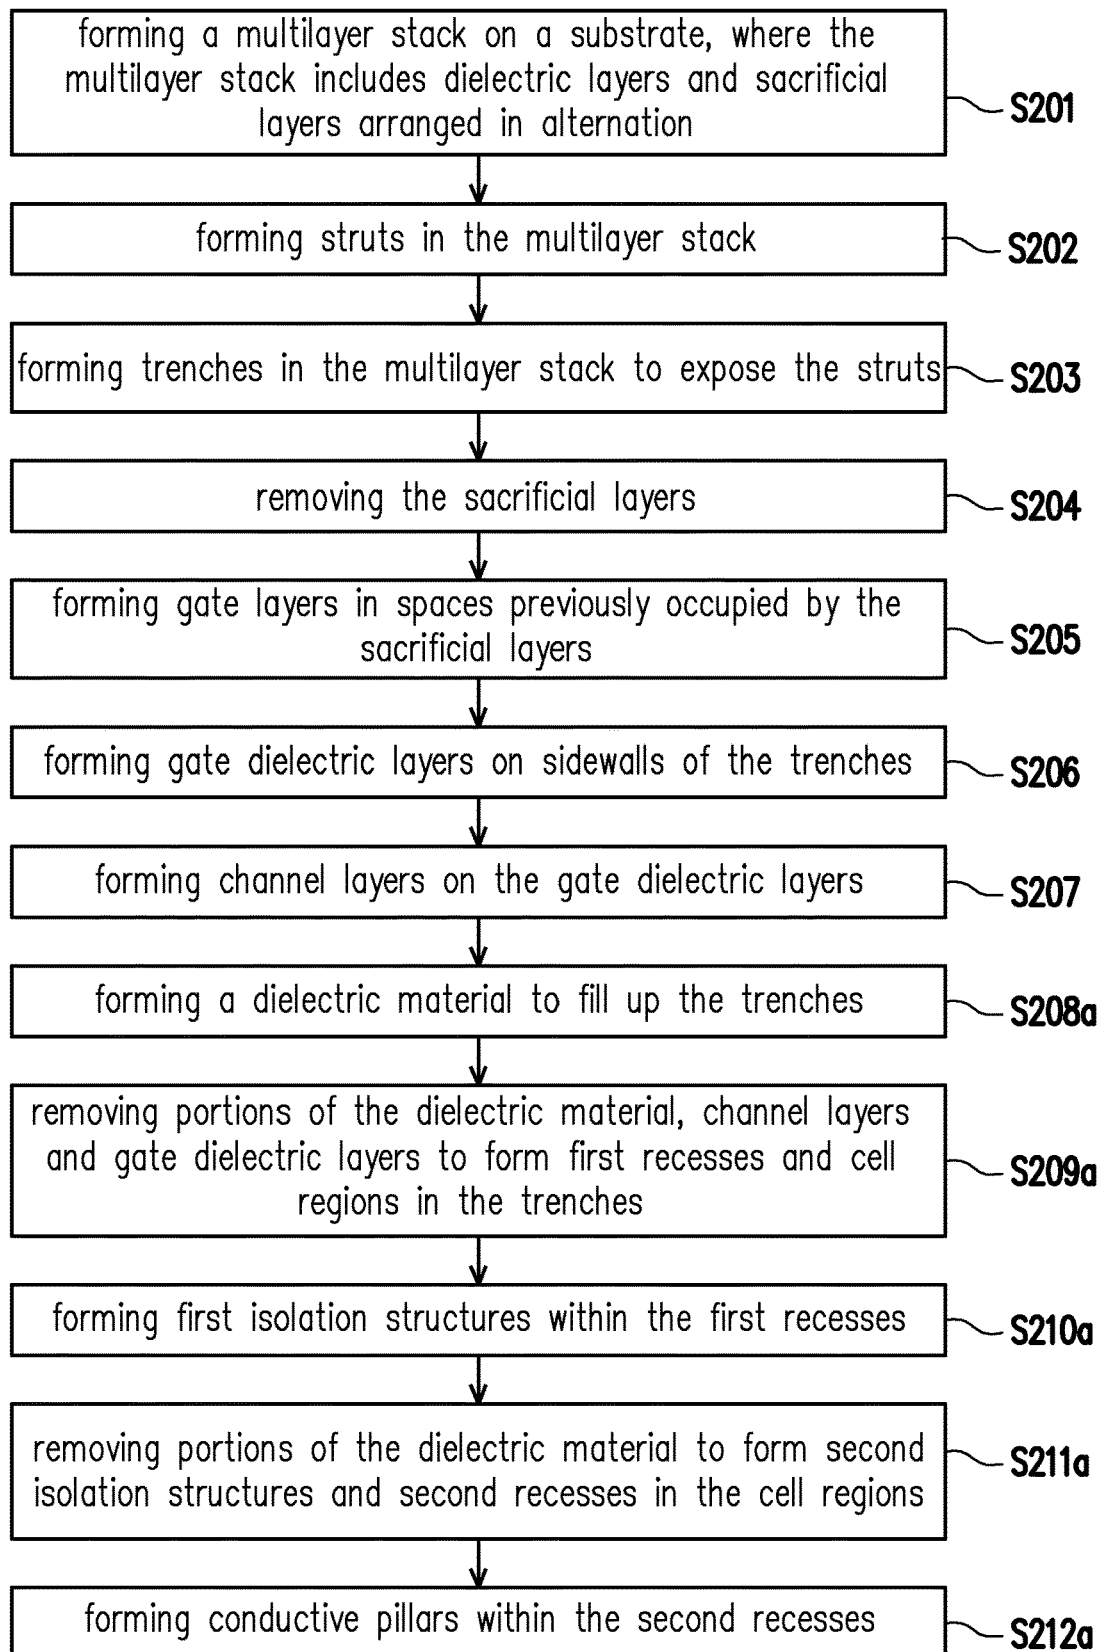 forming a multilayer stack on a substrate, where the
multilayer stack includes dielectric layers and sacrificial
layers arranged in alternation
S201
forming struts in the multilayer stack
S202
forming trenches in the multilayer stack to expose the struts
S203
removing the sacrificial layers
S204
forming gate layers in spaces previously occupied by the
sacrificial layers
S205
forming gate dielectric layers on sidewalls of the trenches
S206
forming channel layers on the gate dielectric layers
S207
forming a dielectric material to fill up the trenches
S208a
removing portions of the dielectric material, channel layers
and gate dielectric layers to form first recesses and cell
regions in the trenches
S209a
forming first isolation structures within the first recesses
S210a
removing portions of the dielectric material to form second
isolation structures and second recesses in the cell regions
S211a
forming conductive pillars within the second recesses
S212a